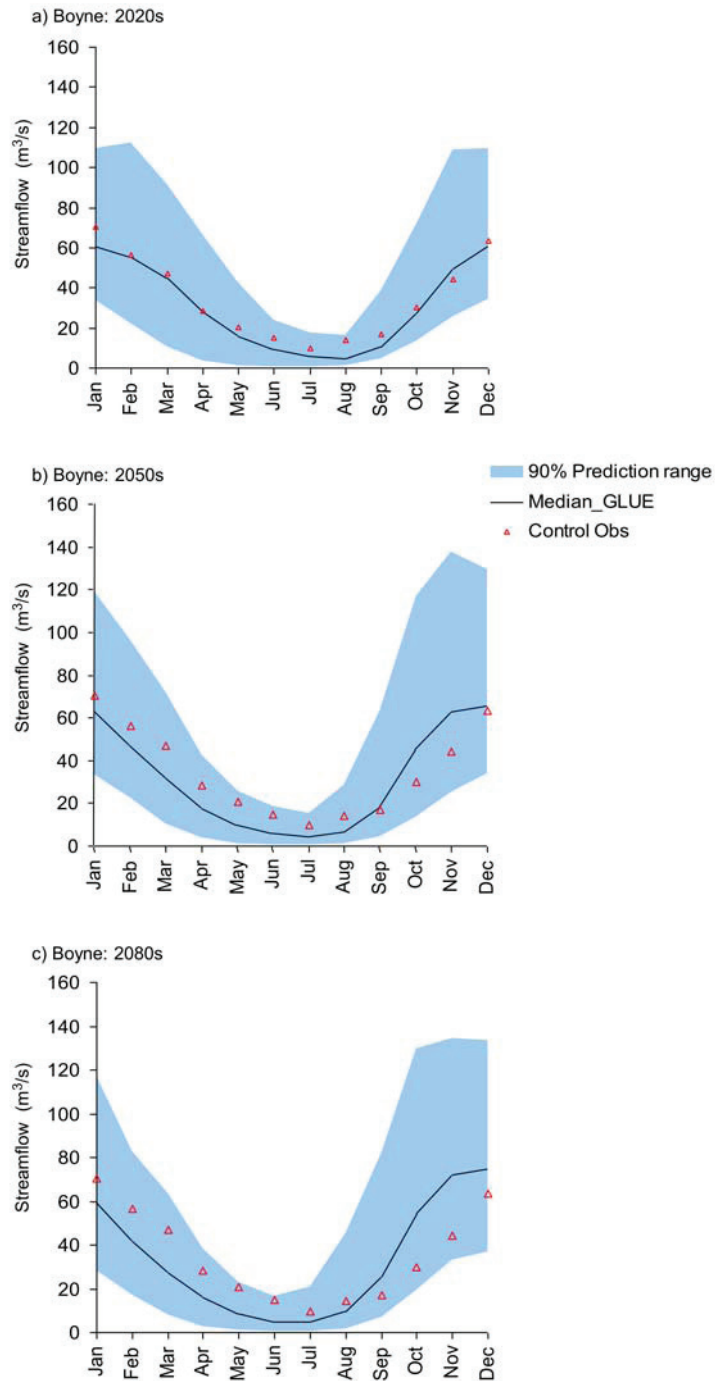 a) Boyne: 2020s
160
140
120
100
80
60
40
20
0
Streamflow (m³/s)
Jan
Feb
Mar
Apr
May
Jun
Jul
Aug
Sep
Oct
Nov
Dec
b) Boyne: 2050s
90% Prediction range
Median_GLUE
Control Obs
160
140
120
100
80
60
40
20
0
Streamflow (m³/s)
Jan
Feb
Mar
Apr
May
Jun
Jul
Aug
Sep
Oct
Nov
Dec
c) Boyne: 2080s
160
140
120
100
80
60
40
20
0
Streamflow (m³/s)
Jan
Feb
Mar
Apr
May
Jun
Jul
Aug
Sep
Oct
Nov
Dec